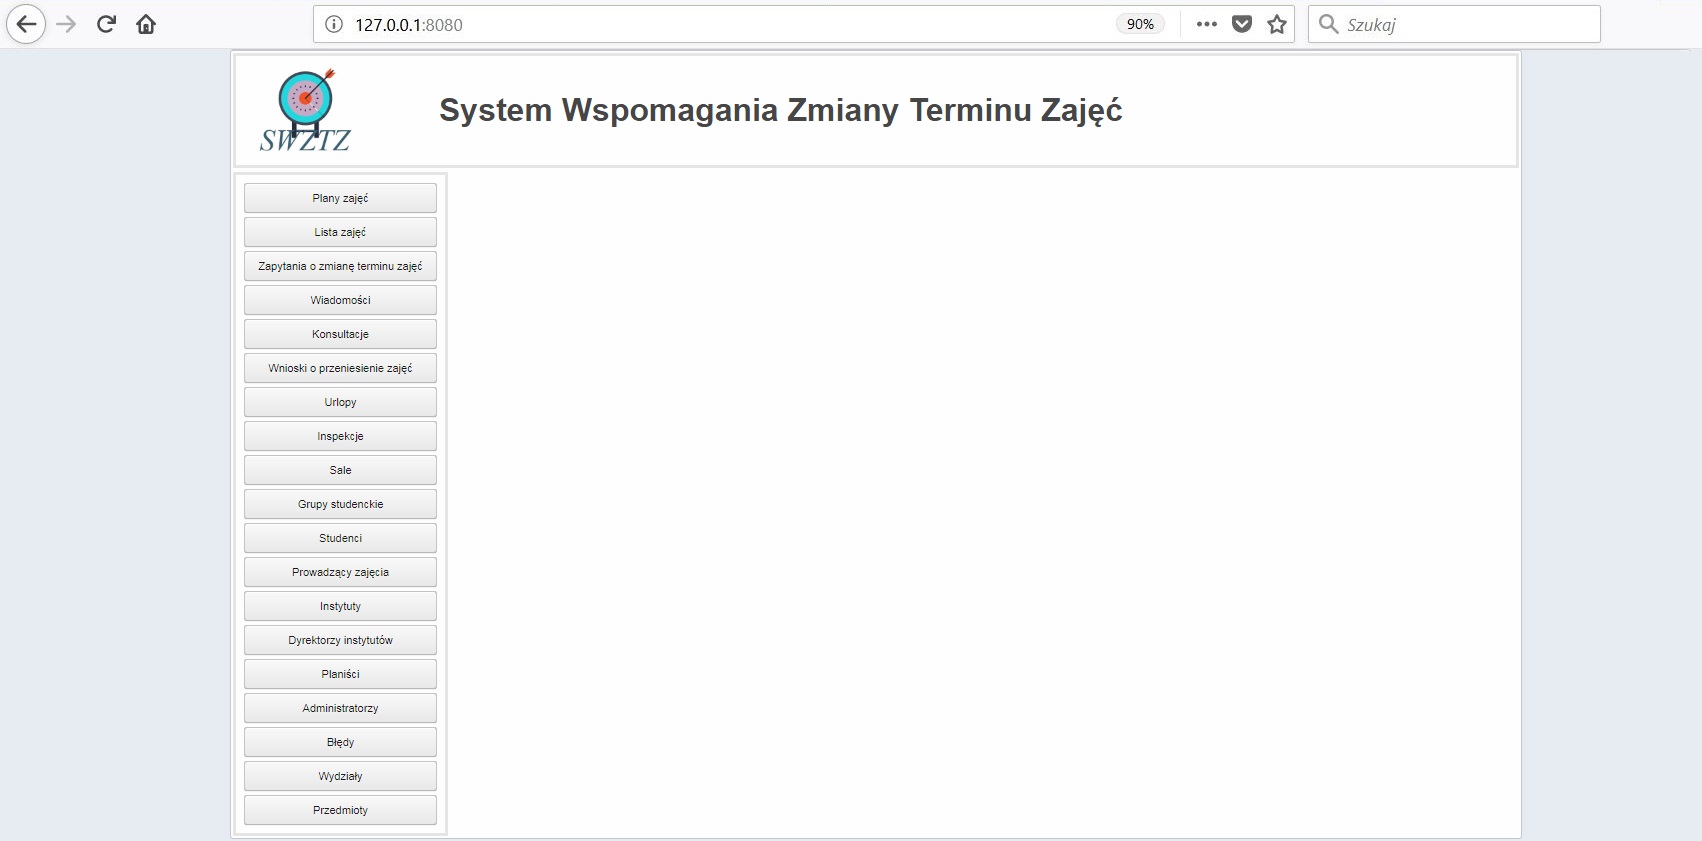 127.0.0.1:8080
90%
Szukaj
SWZTZ
System Wspomagania Zmiany Terminu Zajęć
Plany zajęć
Lista zajęć
Zapytania o zmianę terminu zajęć
Wiadomości
Konsultacje
Wnioski o przeniesienie zajęć
Urlopy
Inspekcje
Sale
Grupy studenckie
Studenci
Prowadzący zajęcia
Instytuty
Dyrektorzy instytutów
Planiści
Administratorzy
Błędy
Wydziały
Przedmioty